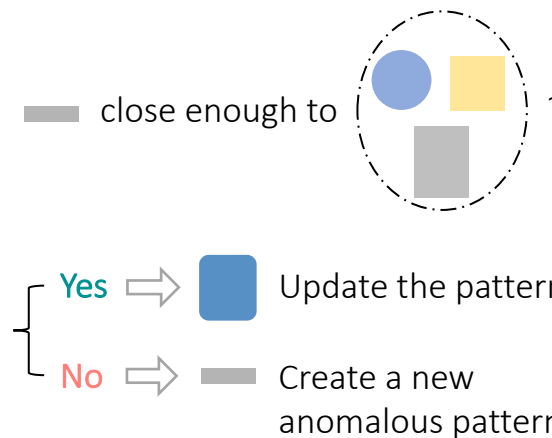 close enough to
Yes
Update the pattern
No
Create a new
anomalous pattern